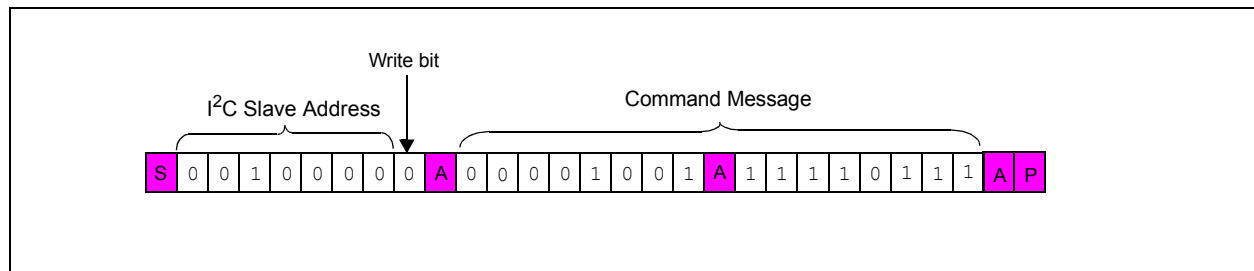 Write bit
I²C Slave Address
Command Message
S 0 0 1 0 0 0 0 0 A 0 0 0 0 1 0 0 1 A 1 1 1 1 0 1 1 1 A P